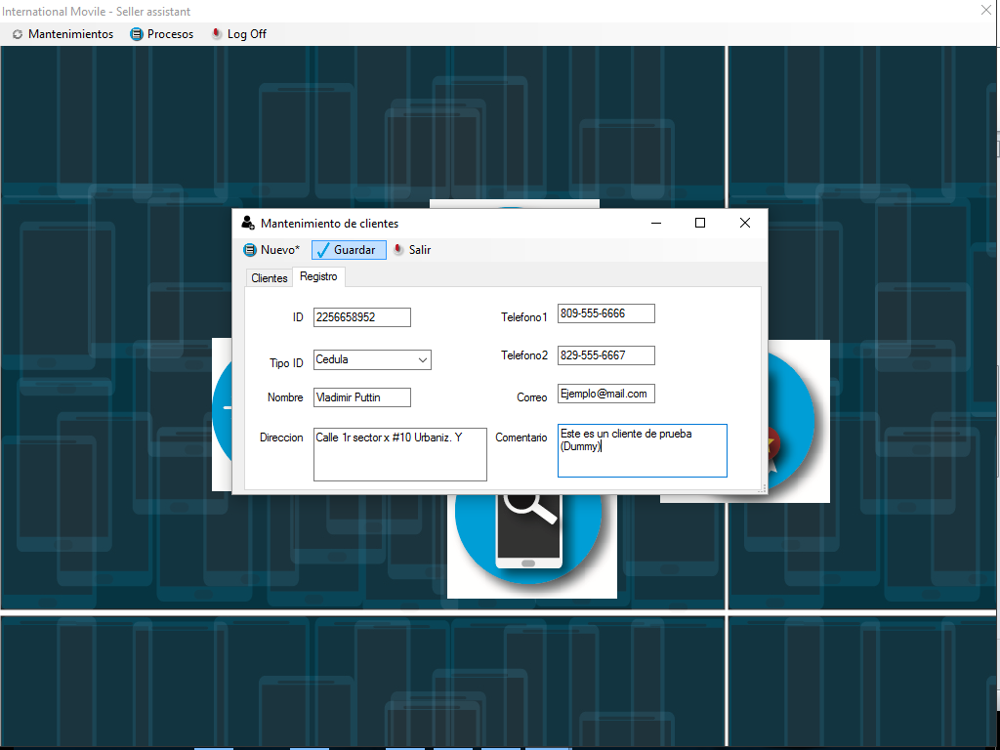 International Movile - Seller assistant
Mantenimientos Procesos Log Off
Mantenimiento de clientes
Nuevo* Guardar Salir
Clientes Registro
ID 2256658952
Telefono1 809-555-6666
Tipo ID Cedula
Telefono2 829-555-6667
Nombre Vladimir Puttin
Correo Ejemplo@mail.com
Direccion Calle 1r sector x #10 Urbaniz. Y
Comentario Este es un cliente de prueba
(Dummy)